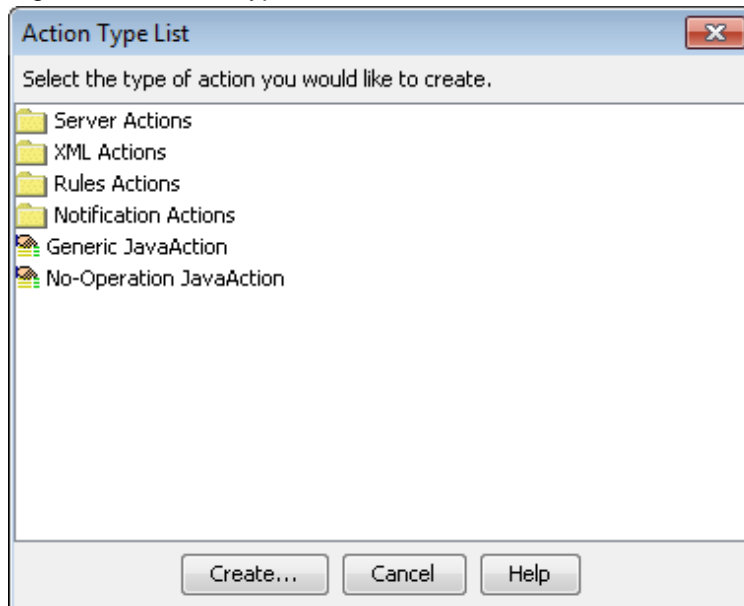 Action Type List
Select the type of action you would like to create.
Server Actions
XML Actions
Rules Actions
Notification Actions
Generic JavaAction
No-Operation JavaAction
Create... Cancel Help